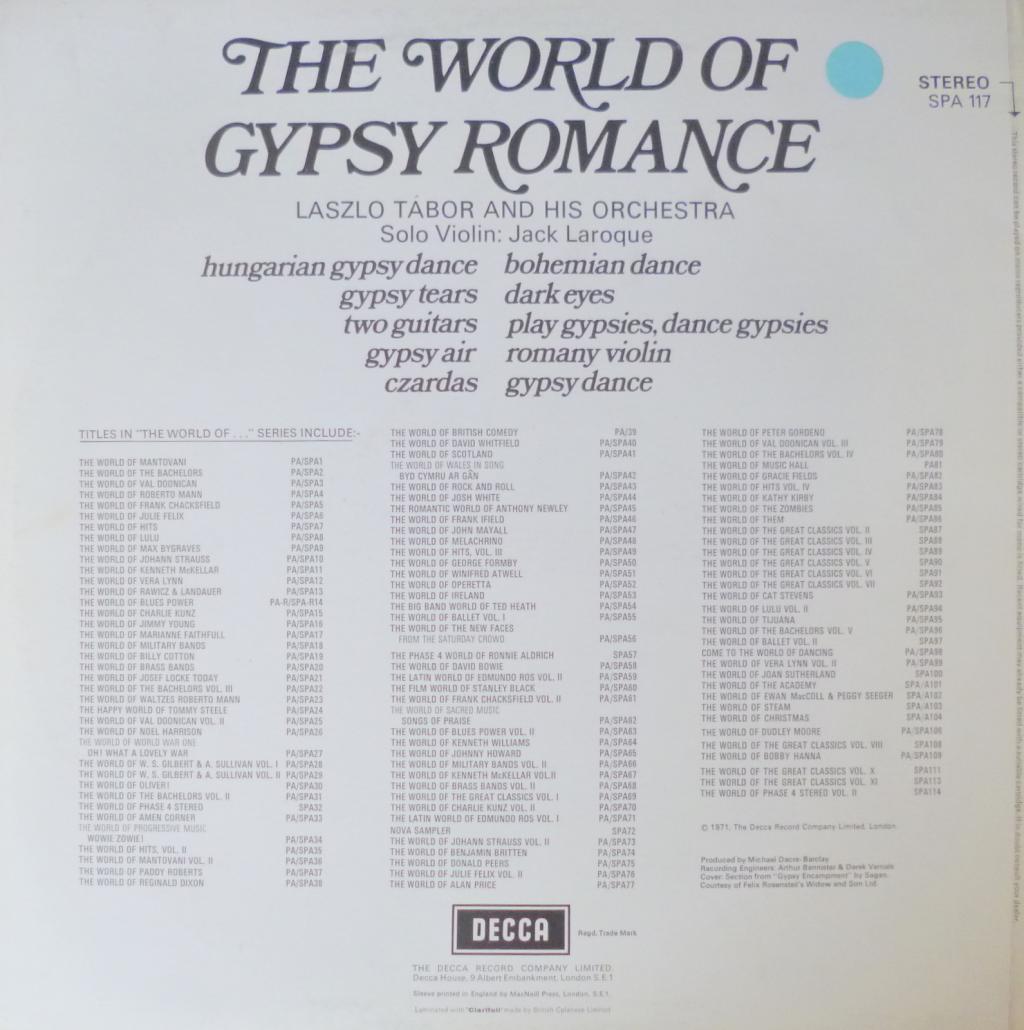 THE WORLD OF
GYPSY ROMANCE
STEREO
SPA 117
LASZLO TABOR AND HIS ORCHESTRA
Solo Violin: Jack Laroque
hungarian gypsy dance
gypsy tears
two guitars
gypsy air
czardas
bohemian dance
dark eyes
play gypsies, dance gypsies
romany violin
gypsy dance
TITLES IN "THE WORLD OF ..." SERIES INCLUDE:-
THE WORLD OF MANTOVANI PA/SPA1
THE WORLD OF THE BACHELORS PA/SPA2
THE WORLD OF VAL DOONICAN PA/SPA3
THE WORLD OF ROBERTO MANN PA/SPA4
THE WORLD OF FRANK CHACKSFIELD PA/SPA5
THE WORLD OF JULIE FELIX PA/SPA6
THE WORLD OF HITS PA/SPA7
THE WORLD OF LULU PA/SPA8
THE WORLD OF MAX BYGRAVES PA/SPA9
THE WORLD OF JOHANN STRAUSS PA/SPA10
THE WORLD OF KENNETH McKELLAR PA/SPA11
THE WORLD OF VERA LYNN PA/SPA12
THE WORLD OF RAWICZ & LANDAUER PA/SPA13
THE WORLD OF BLUES POWER PA-R/SPA-R14
THE WORLD OF CHARLIE KUNZ PA/SPA15
THE WORLD OF JIMMY YOUNG PA/SPA16
THE WORLD OF MARIANNE FAITHFULL PA/SPA17
THE WORLD OF MILITARY BANDS PA/SPA18
THE WORLD OF BILLY COTTON PA/SPA19
THE WORLD OF BRASS BANDS PA/SPA20
THE WORLD OF JOSEF LOCKE TODAY PA/SPA21
THE WORLD OF THE BACHELORS VOL. III PA/SPA22
THE WORLD OF WALTZES ROBERTO MANN PA/SPA23
THE HAPPY WORLD OF TOMMY STEELE PA/SPA24
THE WORLD OF VAL DOONICAN VOL. II PA/SPA25
THE WORLD OF NOEL HARRISON PA/SPA26
THE WORLD OF WORLD WAR ONE
OH! WHAT A LOVELY WAR PA/SPA27
THE WORLD OF W. S. GILBERT & A. SULLIVAN VOL. I PA/SPA28
THE WORLD OF W. S. GILBERT & A. SULLIVAN VOL. II PA/SPA29
THE WORLD OF OLIVER! PA/SPA30
THE WORLD OF THE BACHELORS VOL. II PA/SPA31
THE WORLD OF PHASE 4 STEREO SPA32
THE WORLD OF AMEN CORNER PA/SPA33
THE WORLD OF PROGRESSIVE MUSIC
WOWIE ZOWIE! PA/SPA34
THE WORLD OF HITS, VOL. II PA/SPA35
THE WORLD OF MANTOVANI VOL. II PA/SPA36
THE WORLD OF PADDY ROBERTS PA/SPA37
THE WORLD OF REGINALD DIXON PA/SPA38
THE WORLD OF BRITISH COMEDY PA/39
THE WORLD OF DAVID WHITFIELD PA/SPA40
THE WORLD OF SCOTLAND PA/SPA41
THE WORLD OF WALES IN SONG
BYD CYMRU AR GÂN PA/SPA42
THE WORLD OF ROCK AND ROLL PA/SPA43
THE WORLD OF JOSH WHITE PA/SPA44
THE ROMANTIC WORLD OF ANTHONY NEWLEY PA/SPA45
THE WORLD OF FRANK IFIELD PA/SPA46
THE WORLD OF JOHN MAYALL PA/SPA47
THE WORLD OF MELACHRINO PA/SPA48
THE WORLD OF HITS, VOL. III PA/SPA49
THE WORLD OF GEORGE FORMBY PA/SPA50
THE WORLD OF WINIFRED ATWELL PA/SPA51
THE WORLD OF OPERETTA PA/SPA52
THE WORLD OF IRELAND PA/SPA53
THE BIG BAND WORLD OF TED HEATH PA/SPA54
THE WORLD OF BALLET VOL. I PA/SPA55
THE WORLD OF THE NEW FACES
FROM THE SATURDAY CROWD PA/SPA56
THE PHASE 4 WORLD OF RONNIE ALDRICH SPA57
THE WORLD OF DAVID BOWIE PA/SPA58
THE LATIN WORLD OF EDMUNDO ROS VOL. II PA/SPA59
THE FILM WORLD OF STANLEY BLACK PA/SPA60
THE WORLD OF FRANK CHACKSFIELD VOL. II PA/SPA61
THE WORLD OF SACRED MUSIC
SONGS OF PRAISE PA/SPA62
THE WORLD OF BLUES POWER VOL. II PA/SPA63
THE WORLD OF KENNETH WILLIAMS PA/SPA64
THE WORLD OF JOHNNY HOWARD PA/SPA65
THE WORLD OF MILITARY BANDS VOL. II PA/SPA66
THE WORLD OF KENNETH McKELLAR VOL.II PA/SPA67
THE WORLD OF BRASS BANDS VOL. II PA/SPA68
THE WORLD OF THE GREAT CLASSICS VOL. I PA/SPA69
THE WORLD OF CHARLIE KUNZ VOL. II PA/SPA70
THE LATIN WORLD OF EDMUNDO ROS VOL. I PA/SPA71
NOVA SAMPLER SPA72
THE WORLD OF JOHANN STRAUSS VOL. II PA/SPA73
THE WORLD OF BENJAMIN BRITTEN PA/SPA74
THE WORLD OF DONALD PEERS PA/SPA75
THE WORLD OF JULIE FELIX VOL. II PA/SPA76
THE WORLD OF ALAN PRICE PA/SPA77
THE WORLD OF PETER GORDENO PA/SPA78
THE WORLD OF VAL DOONICAN VOL. III PA/SPA79
THE WORLD OF THE BACHELORS VOL. IV PA/SPA80
THE WORLD OF MUSIC HALL PA81
THE WORLD OF GRACIE FIELDS PA/SPA82
THE WORLD OF HITS VOL. IV PA/SPA83
THE WORLD OF KATHY KIRBY PA/SPA84
THE WORLD OF THE ZOMBIES PA/SPA85
THE WORLD OF THEM PA/SPA86
THE WORLD OF THE GREAT CLASSICS VOL. II SPA87
THE WORLD OF THE GREAT CLASSICS VOL. III SPA88
THE WORLD OF THE GREAT CLASSICS VOL. IV SPA89
THE WORLD OF THE GREAT CLASSICS VOL. V SPA90
THE WORLD OF THE GREAT CLASSICS VOL. VI SPA91
THE WORLD OF THE GREAT CLASSICS VOL. VII SPA92
THE WORLD OF CAT STEVENS PA/SPA93
THE WORLD OF LULU VOL. II PA/SPA94
THE WORLD OF TIJUANA PA/SPA95
THE WORLD OF THE BACHELORS VOL. V PA/SPA96
THE WORLD OF BALLET VOL. II SPA97
COME TO THE WORLD OF DANCING PA/SPA98
THE WORLD OF VERA LYNN VOL. II PA/SPA99
THE WORLD OF JOAN SUTHERLAND SPA100
THE WORLD OF THE ACADEMY SPA/A101
THE WORLD OF EWAN MacCOLL & PEGGY SEEGER SPA/A102
THE WORLD OF STEAM SPA/A103
THE WORLD OF CHRISTMAS SPA/A104
THE WORLD OF DUDLEY MOORE PA/SPA106
THE WORLD OF THE GREAT CLASSICS VOL. VIII SPA108
THE WORLD OF BOBBY HANNA PA/SPA109
THE WORLD OF THE GREAT CLASSICS VOL. X SPA111
THE WORLD OF THE GREAT CLASSICS VOL. XI SPA113
THE WORLD OF PHASE 4 STEREO VOL. II SPA114
© 1971, The Decca Record Company Limited, London.
Produced by Michael Dacre-Barclay
Recording Engineers: Arthur Bannister & Derek Varnals
Cover: Section from "Gypsy Encampment" by Sagan.
Courtesy of Felix Rosenstiel's Widow and Son Ltd.
DECCA
Regd. Trade Mark
THE DECCA RECORD COMPANY LIMITED.
Decca House, 9 Albert Embankment, London S.E.1
Sleeve printed in England by MacNeill Press, London, S.E.1.
Laminated with 'Clarifoil' made by British Celanese Limited